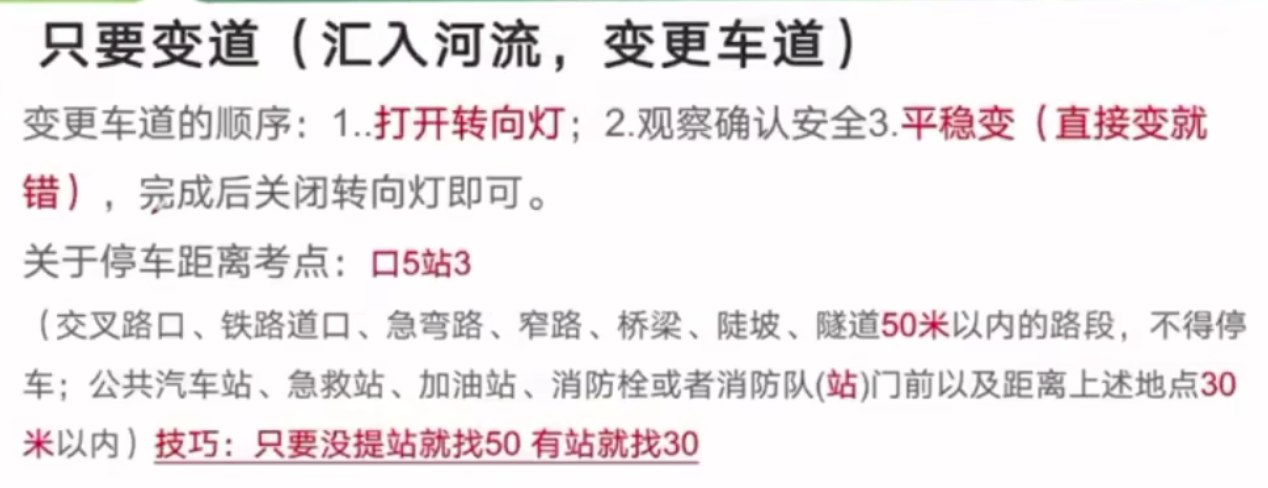 只要变道（汇入河流，变更车道）
变更车道的顺序：1..打开转向灯；2.观察确认安全3.平稳变（直接变就
错），完成后关闭转向灯即可。
关于停车距离考点：口5站3
（交叉路口、铁路道口、急弯路、窄路、桥梁、陡坡、隧道50米以内的路段，不得停
车；公共汽车站、急救站、加油站、消防栓或者消防队(站)门前以及距离上述地点30
米以内）技巧：只要没提站就找50 有站就找30